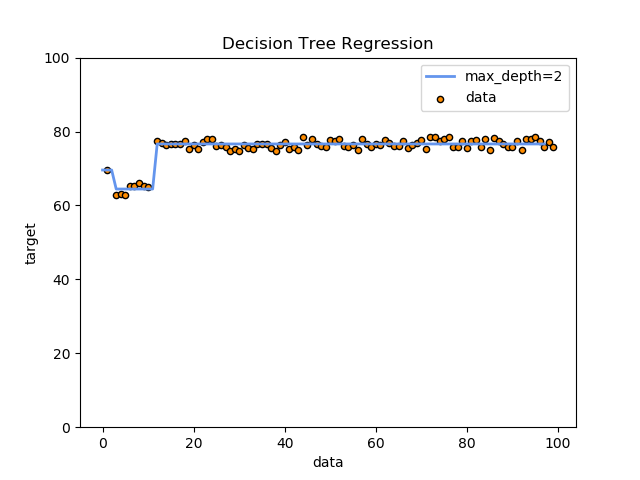 Decision Tree Regression
max_depth=2
data
100
80
60
40
20
0
target
0 20 40 60 80 100
data